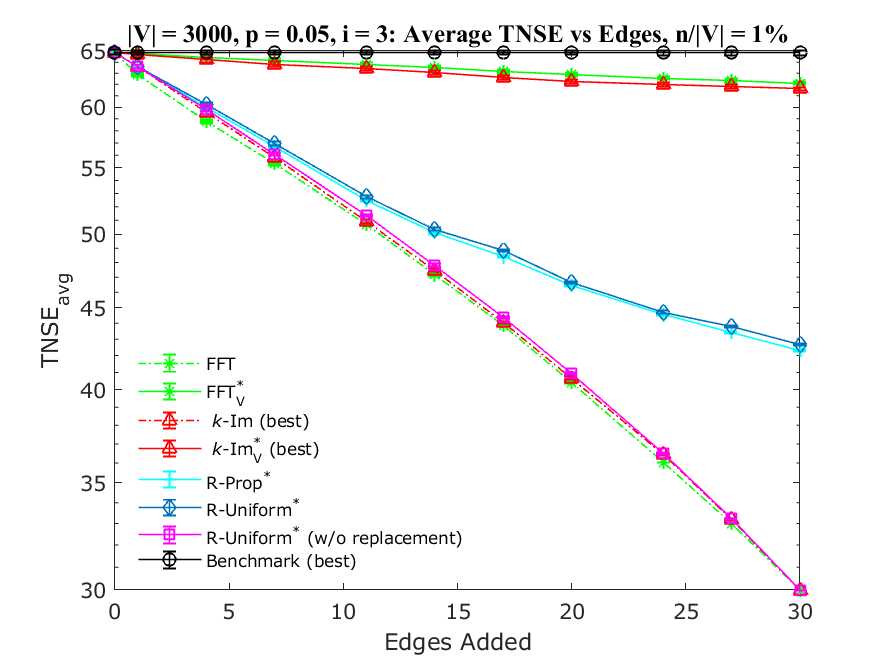 |V| = 3000, p = 0.05, i = 3: Average TNSE vs Edges, n/|V| = 1%
65
60
55
50
45
40
35
30
TNSE_avg
FFT
FFT*_V
k-Im (best)
k-Im*_V (best)
R-Prop*
R-Uniform*
R-Uniform* (w/o replacement)
Benchmark (best)
0 5 10 15 20 25 30
Edges Added